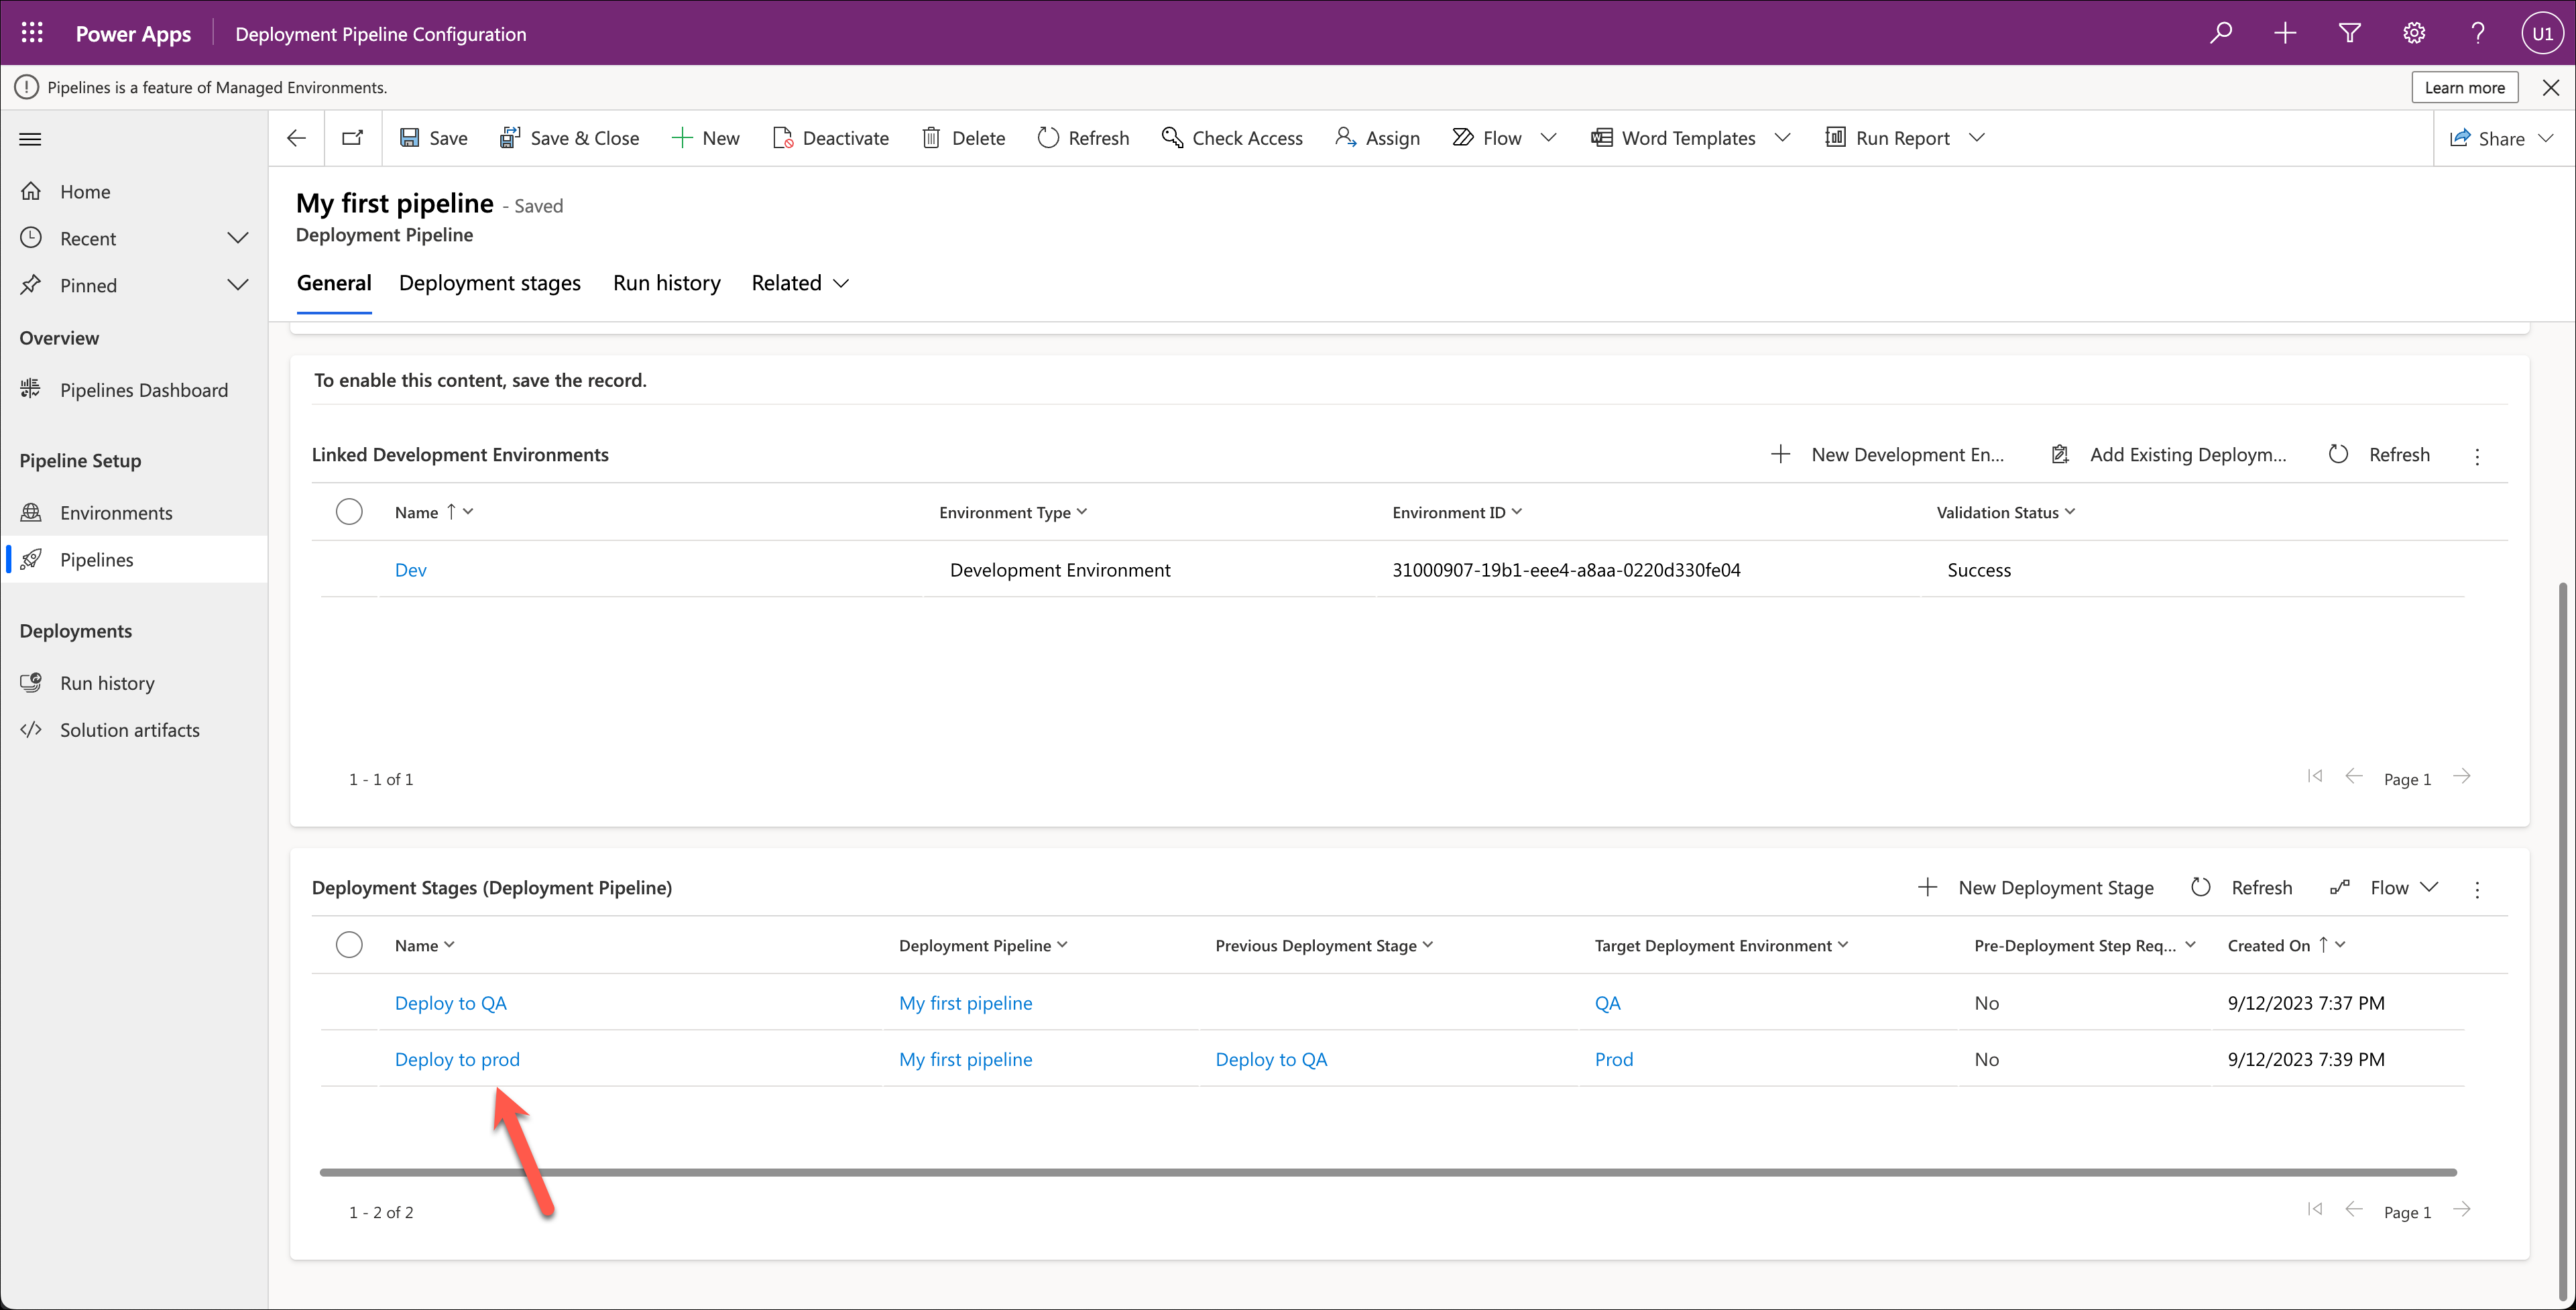 Power Apps Deployment Pipeline Configuration U1
Pipelines is a feature of Managed Environments. Learn more
Save Save & Close New Deactivate Delete Refresh Check Access Assign Flow Word Templates Run Report Share
Home
Recent
Pinned
Overview
Pipelines Dashboard
Pipeline Setup
Environments
Pipelines
Deployments
Run history
Solution artifacts
My first pipeline - Saved
Deployment Pipeline
General Deployment stages Run history Related
To enable this content, save the record.
Linked Development Environments New Development En... Add Existing Deploym... Refresh
Name Environment Type Environment ID Validation Status
Dev Development Environment 31000907-19b1-eee4-a8aa-0220d330fe04 Success
1 - 1 of 1 Page 1
Deployment Stages (Deployment Pipeline) New Deployment Stage Refresh Flow
Name Deployment Pipeline Previous Deployment Stage Target Deployment Environment Pre-Deployment Step Req... Created On
Deploy to QA My first pipeline QA No 9/12/2023 7:37 PM
Deploy to prod My first pipeline Deploy to QA Prod No 9/12/2023 7:39 PM
1 - 2 of 2 Page 1